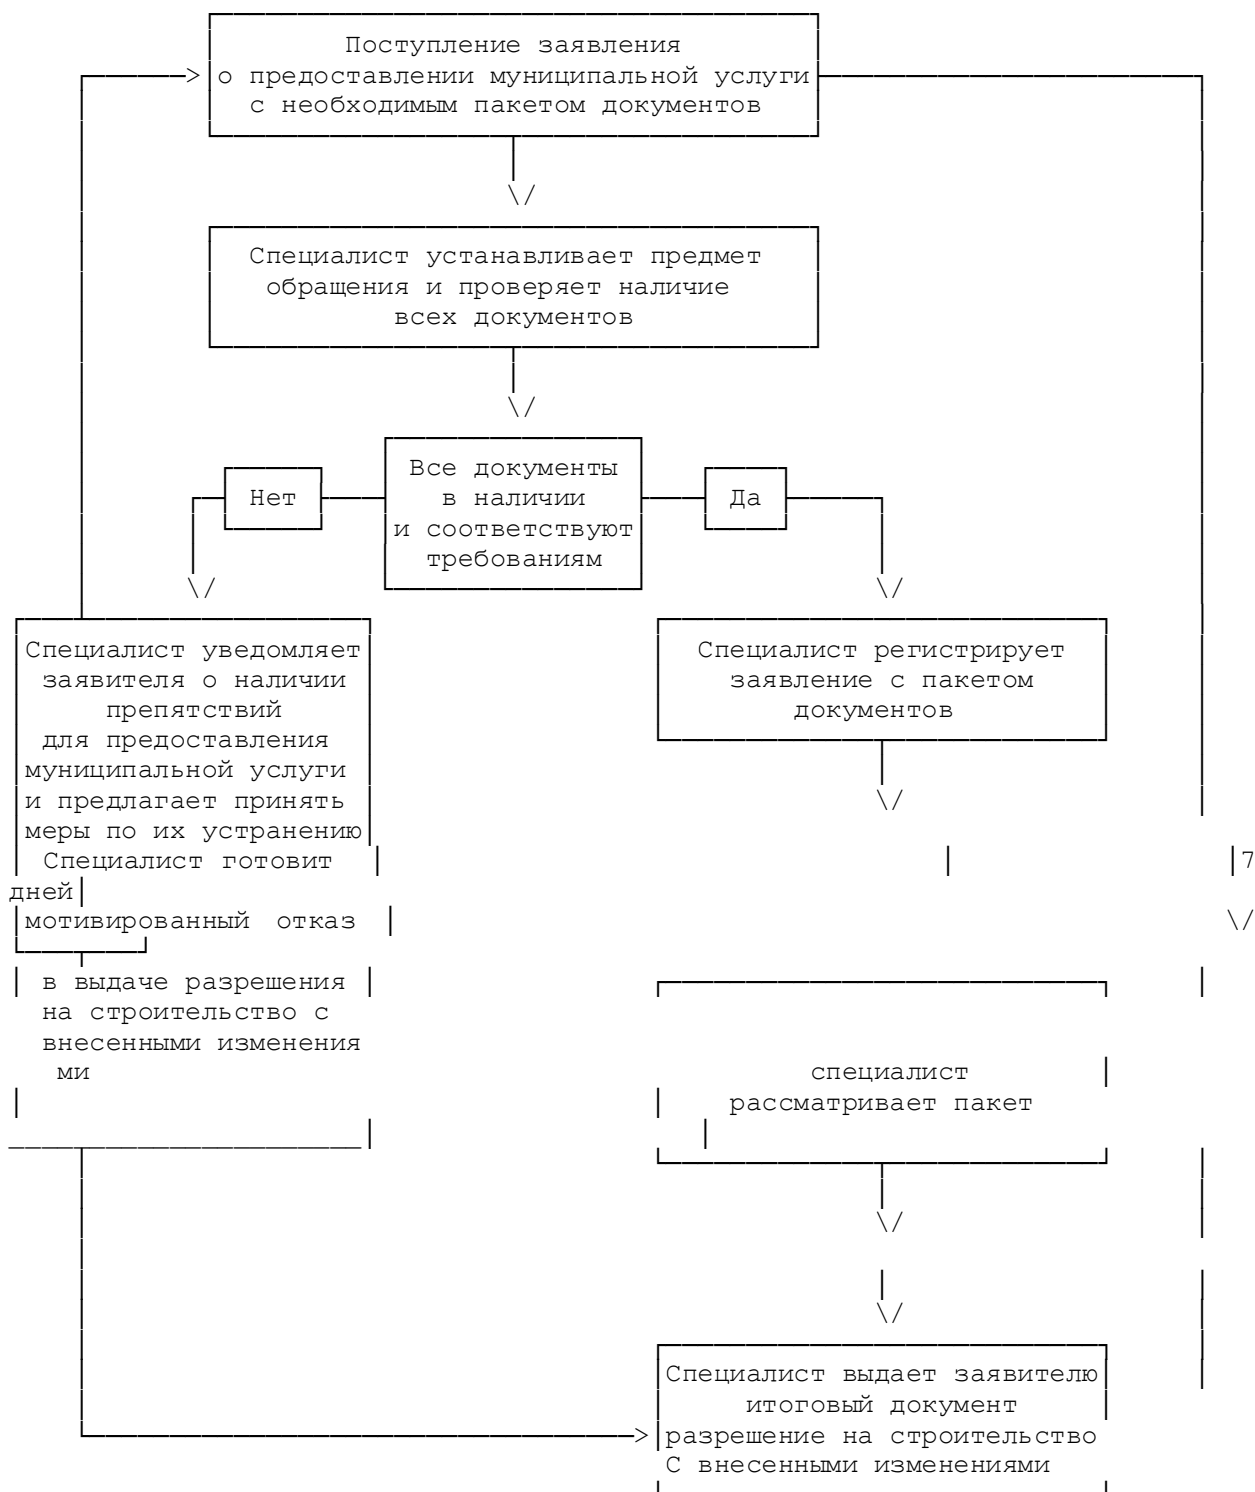 Поступление заявления
о предоставлении муниципальной услуги
с необходимым пакетом документов
Специалист устанавливает предмет
обращения и проверяет наличие
всех документов
Нет
Все документы
в наличии
и соответствуют
требованиям
Да
Специалист уведомляет
заявителя о наличии
препятствий
для предоставления
муниципальной услуги
и предлагает принять
меры по их устранению
Специалист готовит
7
дней
мотивированный отказ
в выдаче разрешения
на строительство с
внесенными изменения
ми
Специалист регистрирует
заявление с пакетом
документов
специалист
рассматривает пакет
Специалист выдает заявителю
итоговый документ
разрешение на строительство
С внесенными изменениями